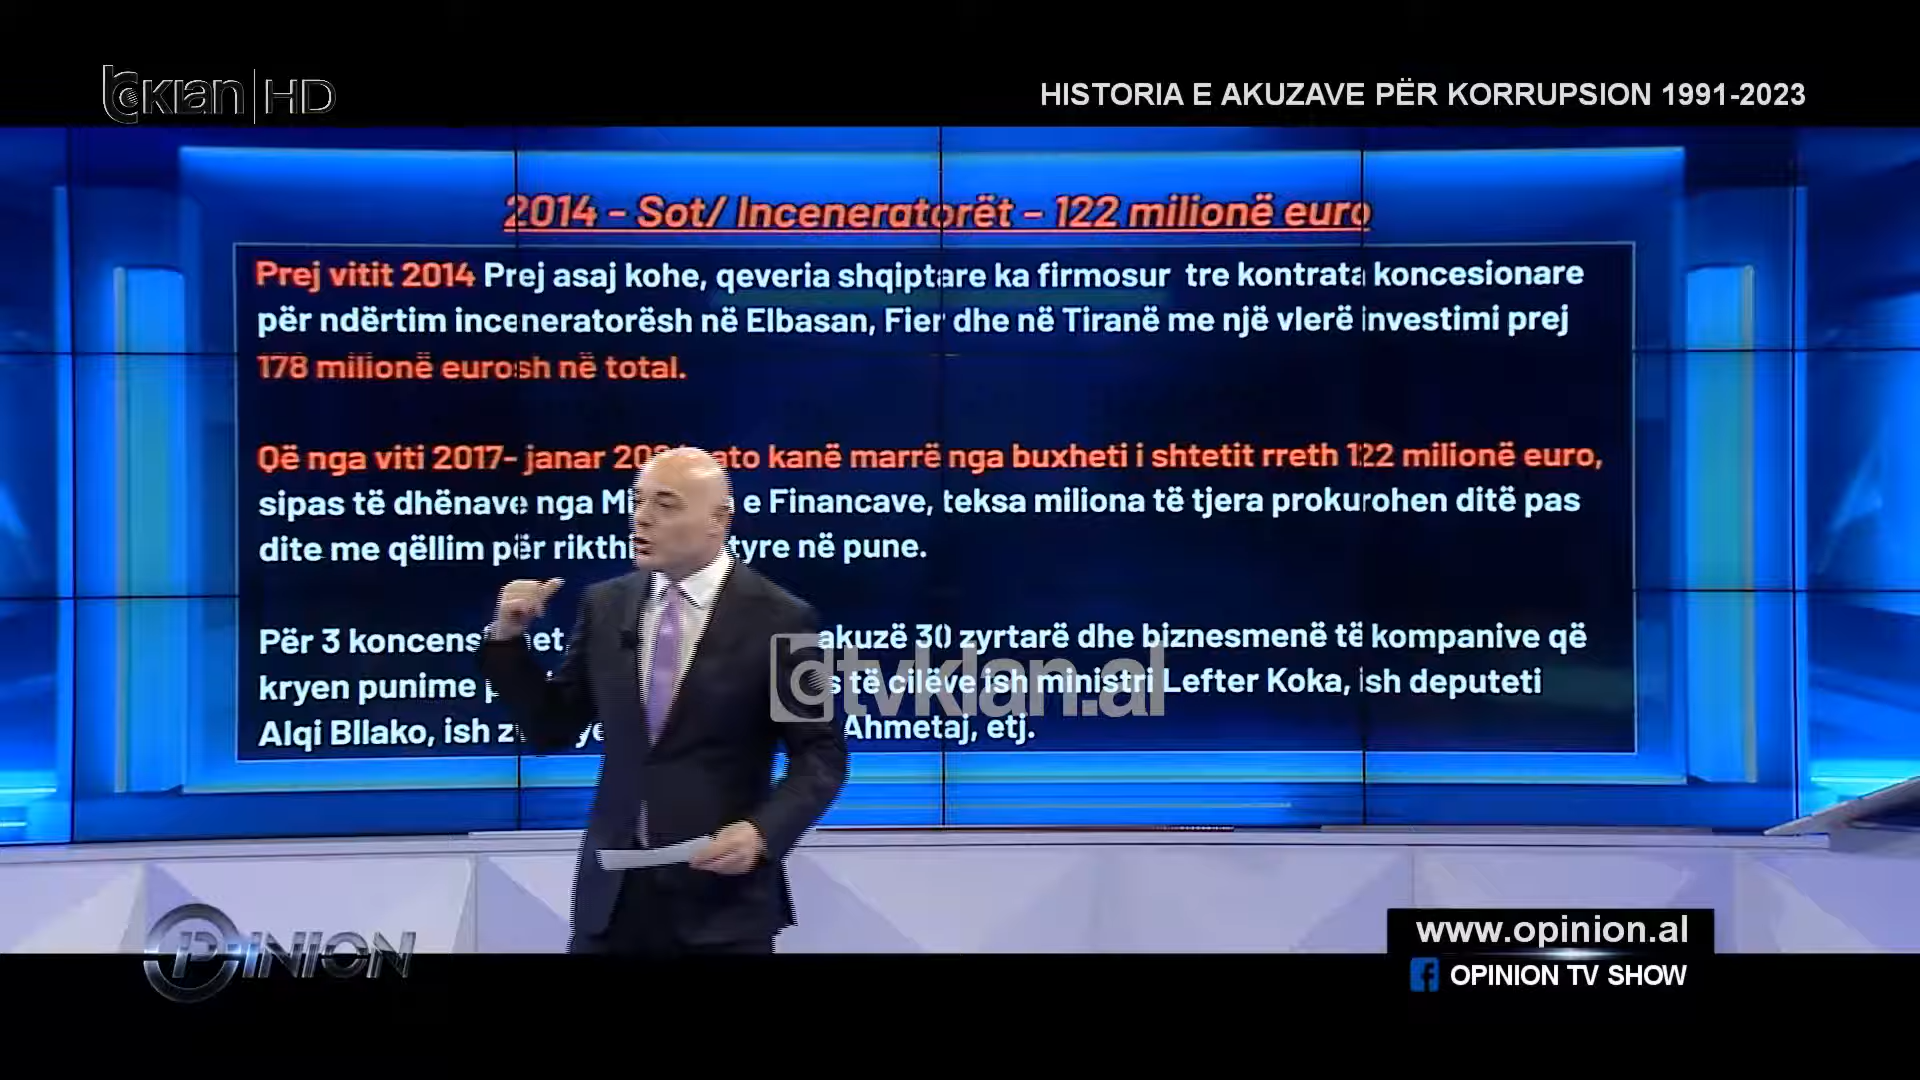 tvklan HD
HISTORIA E AKUZAVE PËR KORRUPSION 1991-2023
2014 - Sot/ Inceneratorët - 122 milionë euro
Prej vitit 2014 Prej asaj kohe, qeveria shqiptare ka firmosur tre kontrata koncesionare
për ndërtim inceneratorësh në Elbasan, Fier dhe në Tiranë me një vlerë investimi prej
178 milionë eurosh në total.
Që nga viti 2017- janar ato kanë marrë nga buxheti i shtetit rreth 122 milionë euro,
sipas të dhënave nga e Financave, teksa miliona të tjera prokurohen ditë pas
dite me qëllim për tyre në pune.
Për 3 akuzë 30 zyrtarë dhe biznesmenë të kompanive që
kryen punime të cilëve ish ministri Lefter Koka, ish deputeti
Alqi Bllako, ish Ahmetaj, etj.
tvklan.al
OPINION
www.opinion.al
OPINION TV SHOW